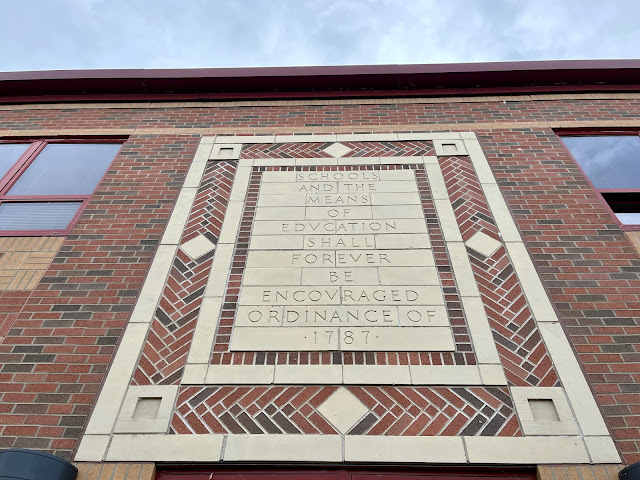 SCHOOLS
AND THE
MEANS
OF
EDVCATION
SHALL
FOREVER
BE
ENCOVRAGED
ORDINANCE OF
·1787·